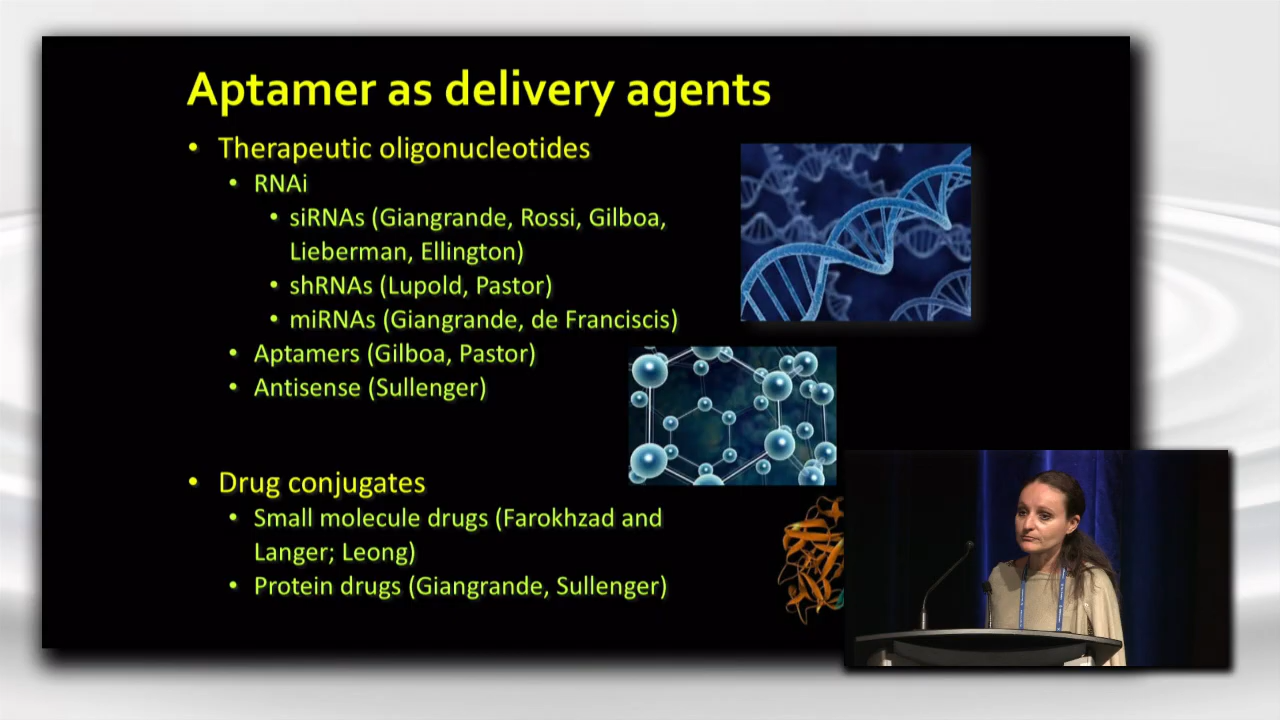 Aptamer as delivery agents
• Therapeutic oligonucleotides
• RNAi
• siRNAs (Giangrande, Rossi, Gilboa,
Lieberman, Ellington)
• shRNAs (Lupold, Pastor)
• miRNAs (Giangrande, de Franciscis)
• Aptamers (Gilboa, Pastor)
• Antisense (Sullenger)
• Drug conjugates
• Small molecule drugs (Farokhzad and
Langer; Leong)
• Protein drugs (Giangrande, Sullenger)